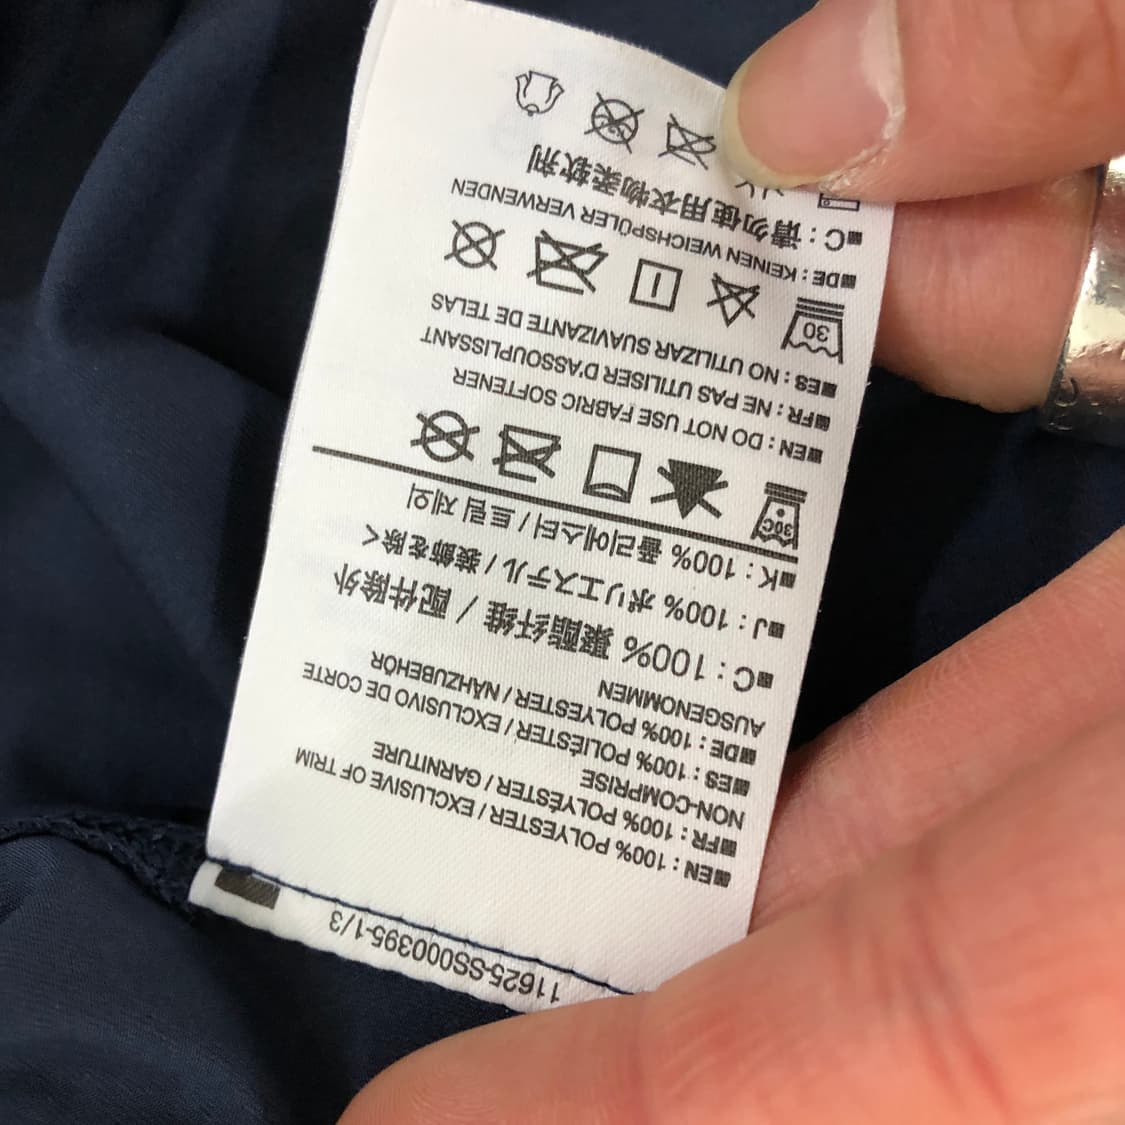 11625-SS000395-1/3
■EN : 100% POLYESTER / EXCLUSIVE OF TRIM
■FR : 100% POLYÉSTER / GARNITURE
NON-COMPRISE
■ES : 100% POLIÉSTER / EXCLUSIVO DE CORTE
■DE : 100% POLYESTER / NÄHZUBEHÖR
AUSGENOMMEN
■C : 100% 聚酯纤维 / 配件除外
■J : 100% ポリエステル / 装飾を除く
■K : 100% 폴리에스터 / 트림 제외
30C
■EN : DO NOT USE FABRIC SOFTENER
■FR : NE PAS UTILISER D'ASSOUPLISSANT
■ES : NO UTILIZAR SUAVIZANTE DE TELAS
30
■DE : KEINEN WEICHSPÜLER VERWENDEN
■C : 请勿使用衣物柔软剂